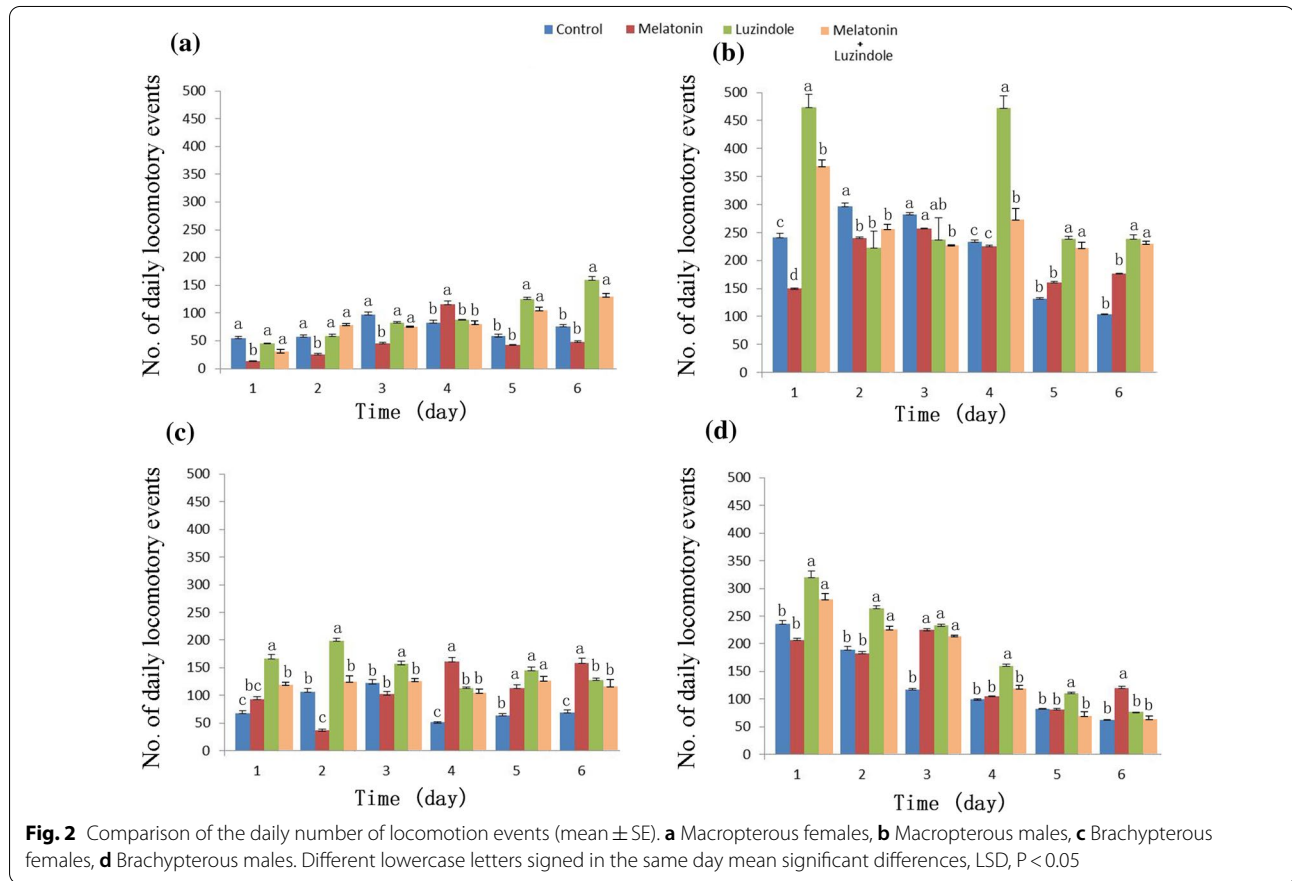 Control Melatonin Luzindole Melatonin
+
Luzindole
(a)
No. of daily locomotory events
500
450
400
350
300
250
200
150
100
50
0
a b a a
a b a a
a b a a
b a b b
b b a a
b b a a
1 2 3 4 5 6
Time (day)
(b)
No. of daily locomotory events
500
450
400
350
300
250
200
150
100
50
0
c d a b
a b b b
a a ab b
c c a b
b b a a
b b a a
1 2 3 4 5 6
Time (day)
(c)
No. of daily locomotory events
500
450
400
350
300
250
200
150
100
50
0
c bc a b
b c a b
b b a b
c a b b
b a a a
c a b b
1 2 3 4 5 6
Time (day)
(d)
No. of daily locomotory events
500
450
400
350
300
250
200
150
100
50
0
b b a a
b b a a
b a a a
b b a b
b b a b
b a b b
1 2 3 4 5 6
Time (day)
Fig. 2 Comparison of the daily number of locomotion events (mean ± SE). a Macropterous females, b Macropterous males, c Brachypterous
females, d Brachypterous males. Different lowercase letters signed in the same day mean significant differences, LSD, P < 0.05